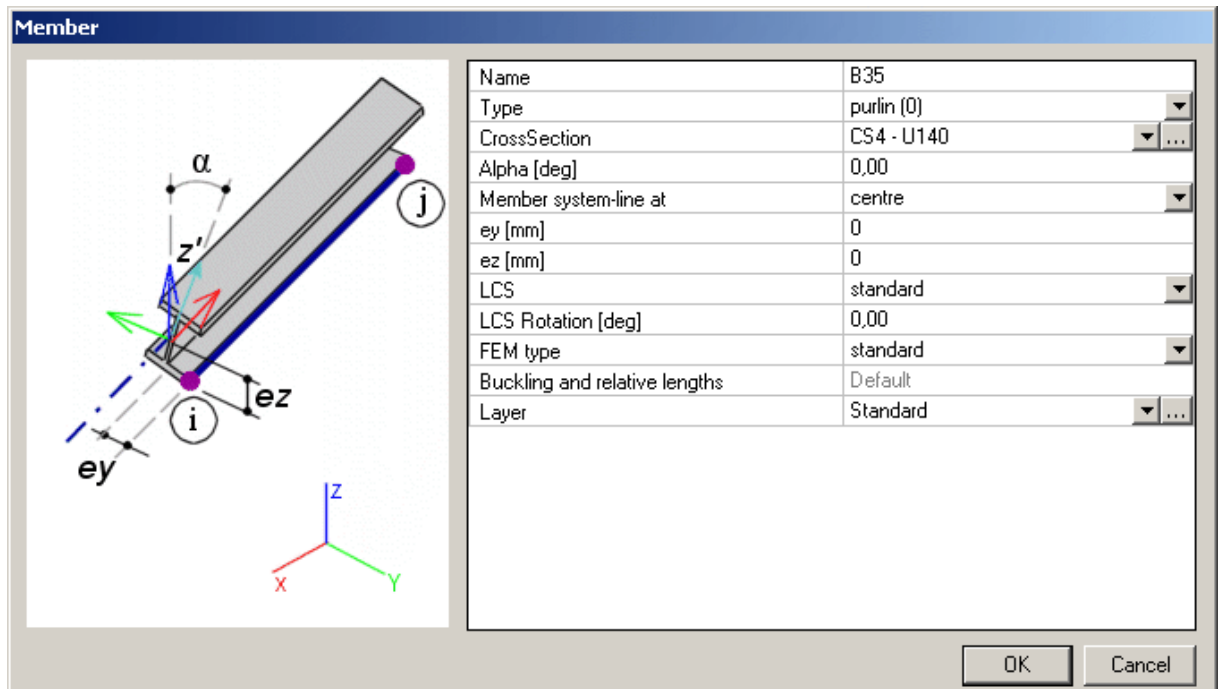 Member
α
z'
j
i
ez
ey
Z
X
Y
Name B35
Type purlin (0)
CrossSection CS4 - U140 ...
Alpha [deg] 0,00
Member system-line at centre
ey [mm] 0
ez [mm] 0
LCS standard
LCS Rotation [deg] 0,00
FEM type standard
Buckling and relative lengths Default
Layer Standard ...
OK Cancel